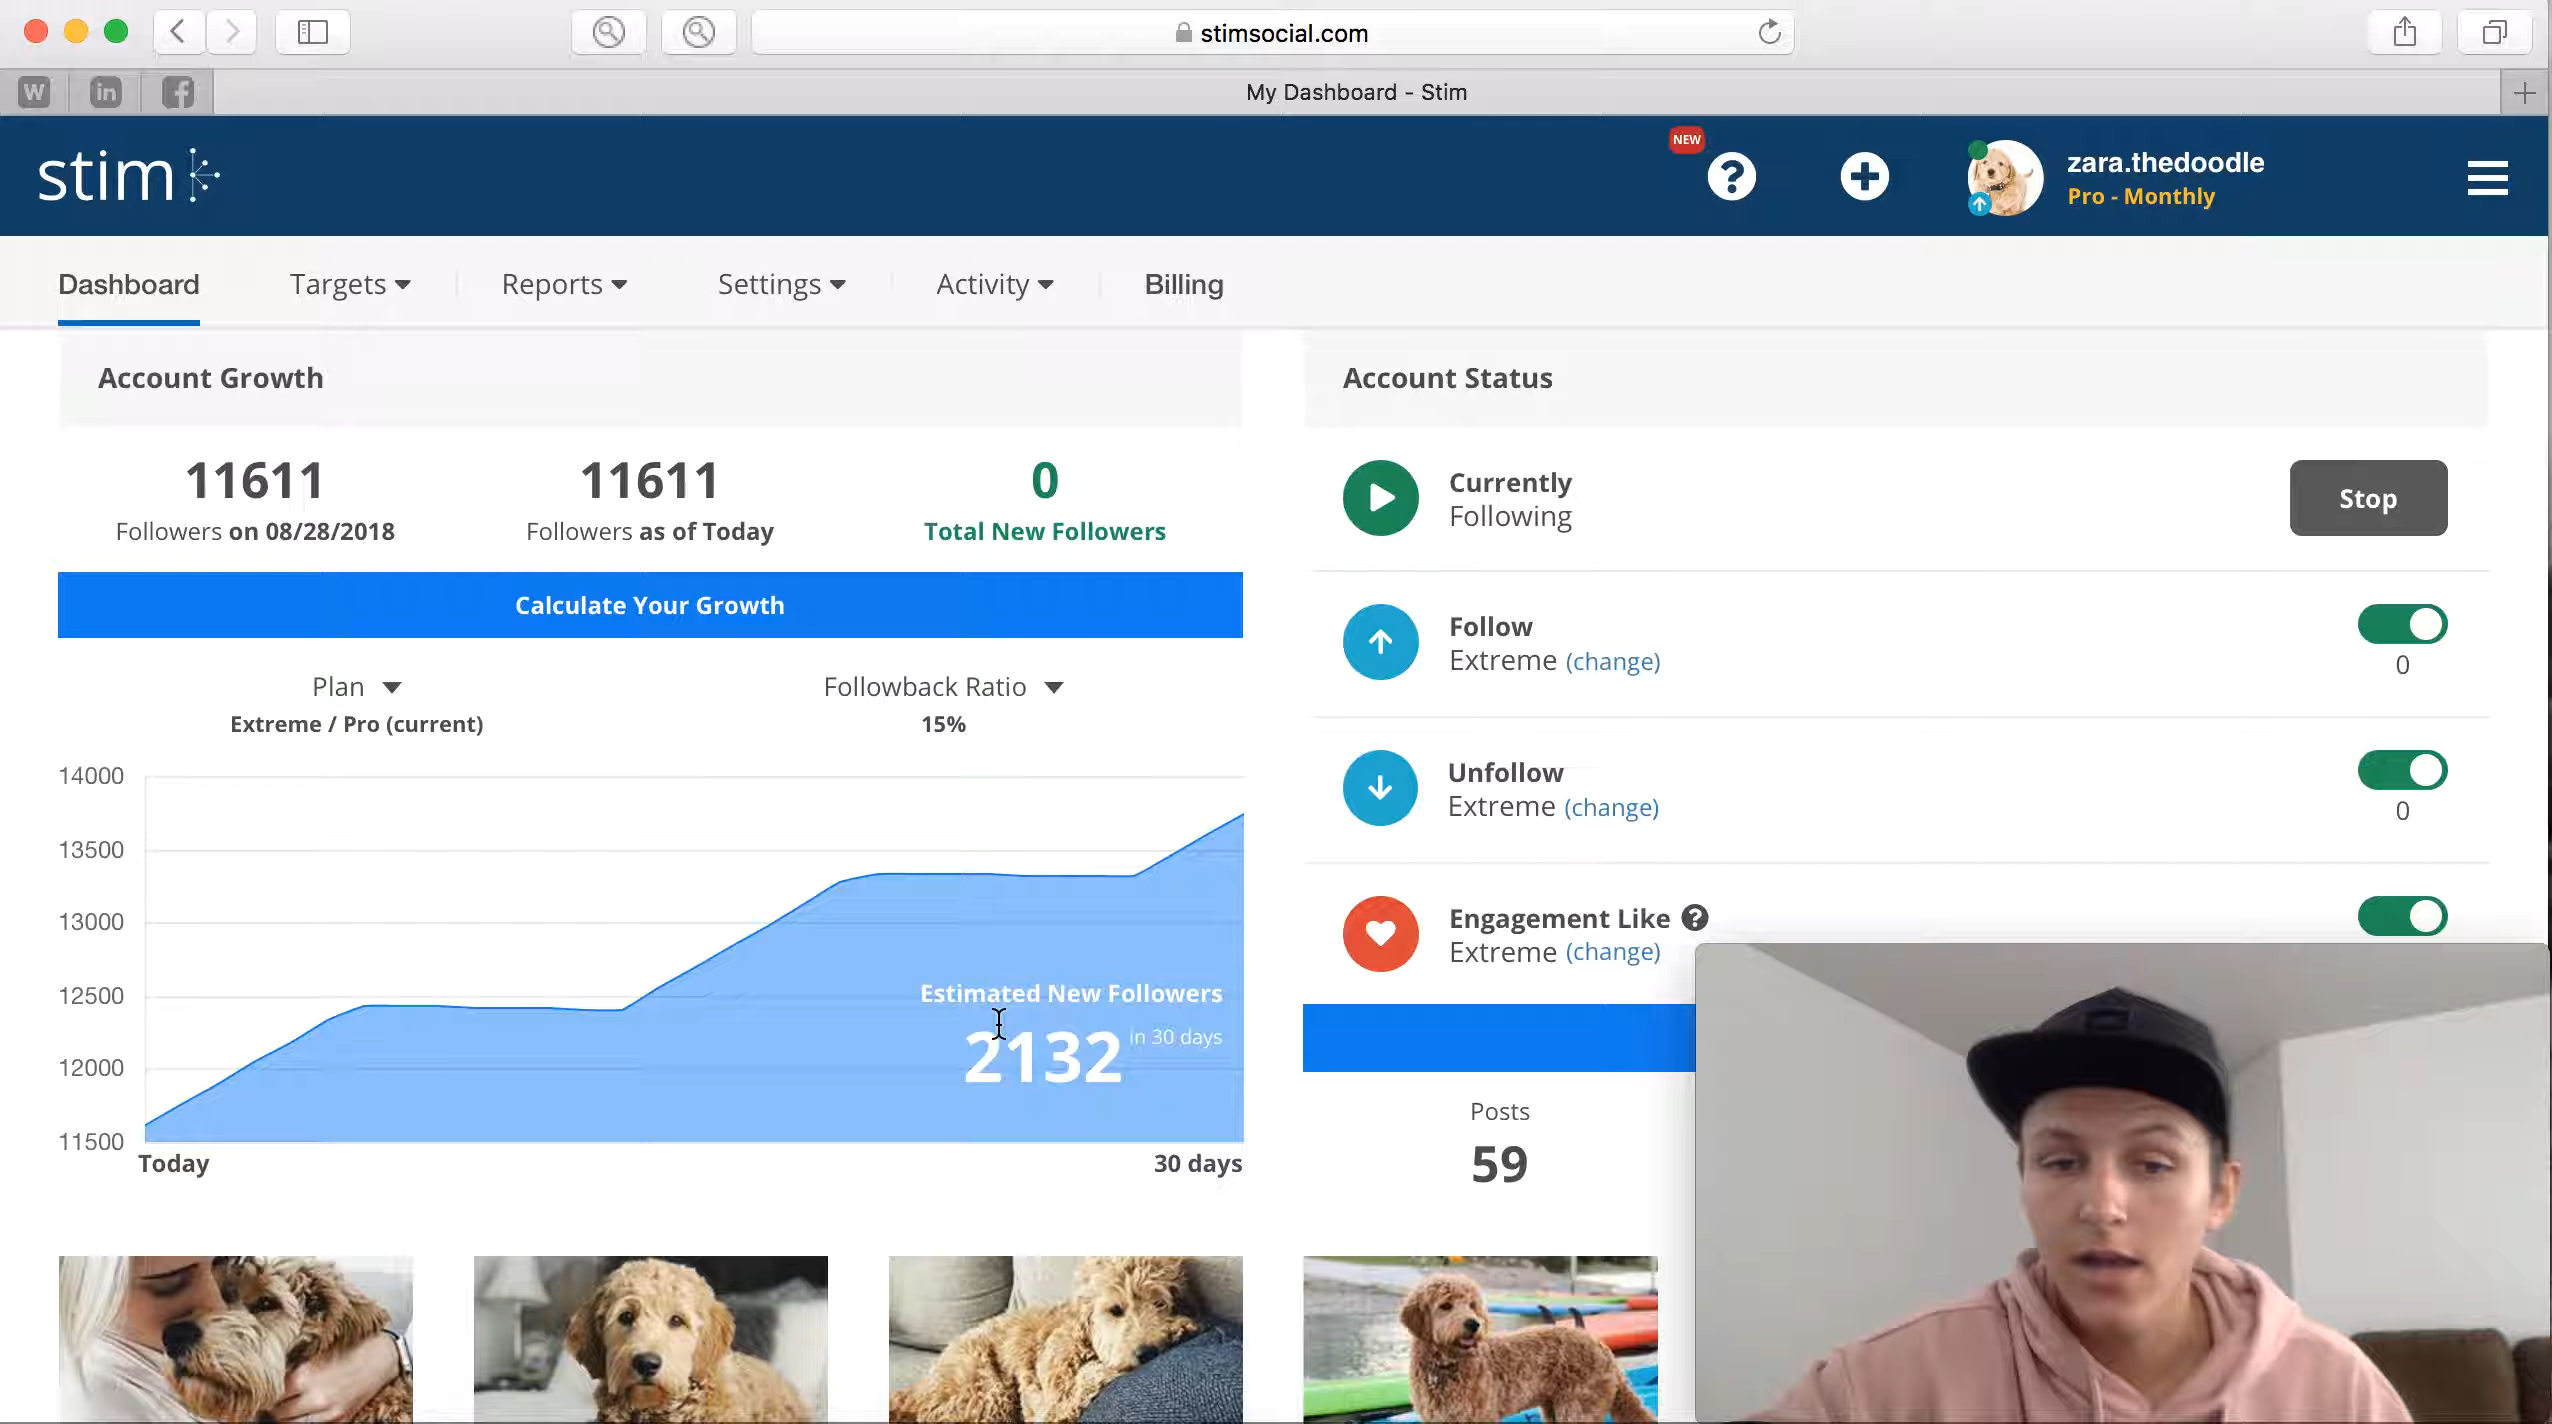 stimsocial.com
W
in
f
My Dashboard - Stim
stim
NEW
?
zara.thedoodle
Pro - Monthly
Dashboard
Targets
Reports
Settings
Activity
Billing
Account Growth
11611
Followers on 08/28/2018
11611
Followers as of Today
0
Total New Followers
Calculate Your Growth
Plan
Extreme / Pro (current)
Followback Ratio
15%
14000
13500
13000
12500
12000
11500
Estimated New Followers
2132 in 30 days
Today
30 days
Account Status
Currently
Following
Stop
Follow
Extreme (change)
0
Unfollow
Extreme (change)
0
Engagement Like ?
Extreme (change)
Posts
59